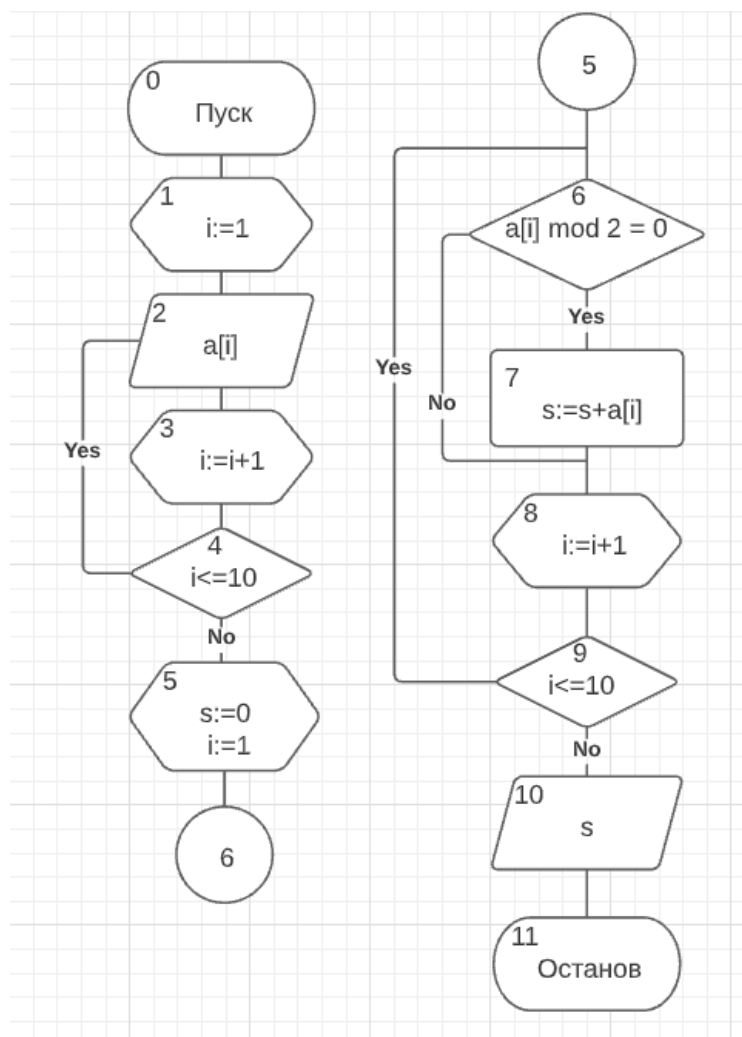 0
Пуск
1
i:=1
2
a[i]
3
i:=i+1
Yes
4
i<=10
No
5
s:=0
i:=1
6
5
6
a[i] mod 2 = 0
Yes
Yes
No
7
s:=s+a[i]
8
i:=i+1
9
i<=10
No
10
s
11
Останов